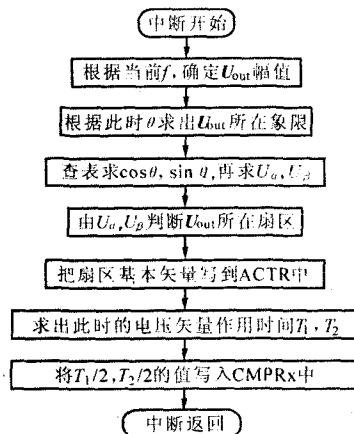 中断开始
根据当前f,确定Uout幅值
根据此时θ求出Uout所在象限
查表求cosθ, sin θ,再求Uα,Uβ
由Uα,Uβ判断Uout所在扇区
把扇区基本矢量写到ACTR中
求出此时的电压矢量作用时间T1,T2
将T1/2,T2/2的值写入CMPRx中
中断返回